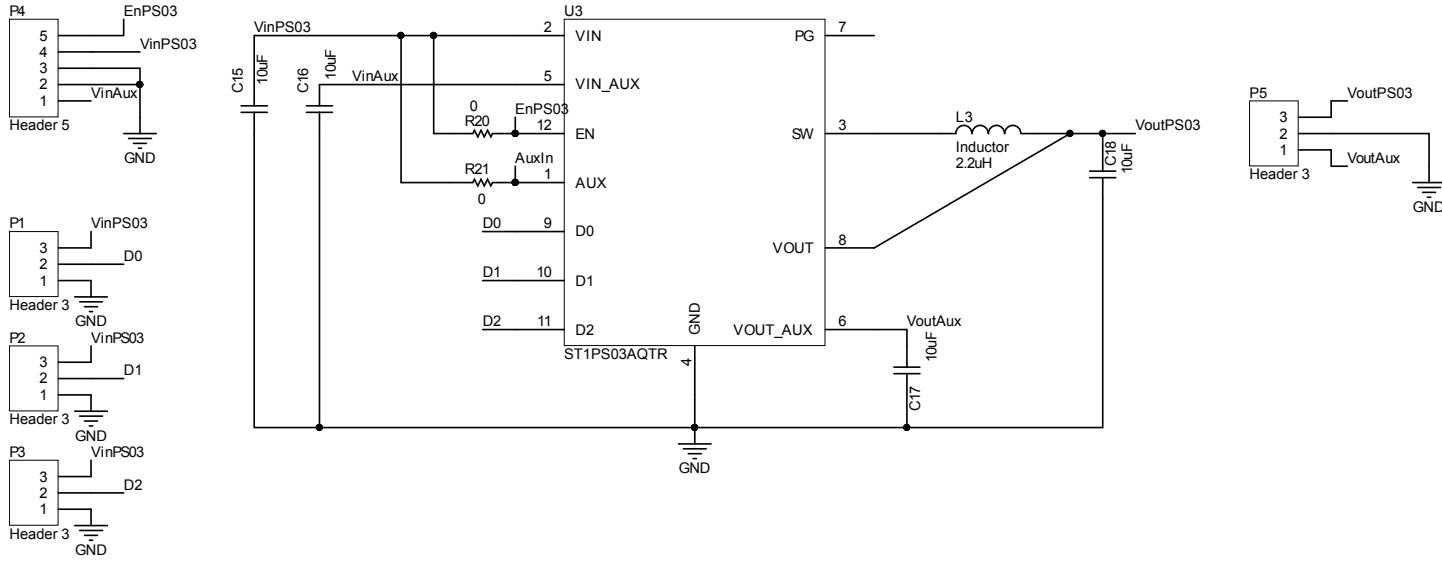 P4
EnPS03
5
VinPS03
4
3
2
VinAux
1
Header 5
GND
P1
VinPS03
3
D0
2
1
Header 3
GND
P2
VinPS03
3
D1
2
1
Header 3
GND
P3
VinPS03
3
D2
2
1
Header 3
GND
VinPS03
C15
10uF
C16
10uF
VinAux
0
R20
EnPS03
R21
0
AuxIn
D0
D1
D2
U3
2
VIN
5
VIN_AUX
12
EN
1
AUX
9
D0
10
D1
11
D2
PG
7
SW
3
VOUT
8
VOUT_AUX
6
GND
4
ST1PS03AQTR
GND
L3
Inductor
2.2uH
VoutPS03
C18
10uF
VoutAux
10uF
C17
P5
VoutPS03
3
2
1
VoutAux
Header 3
GND